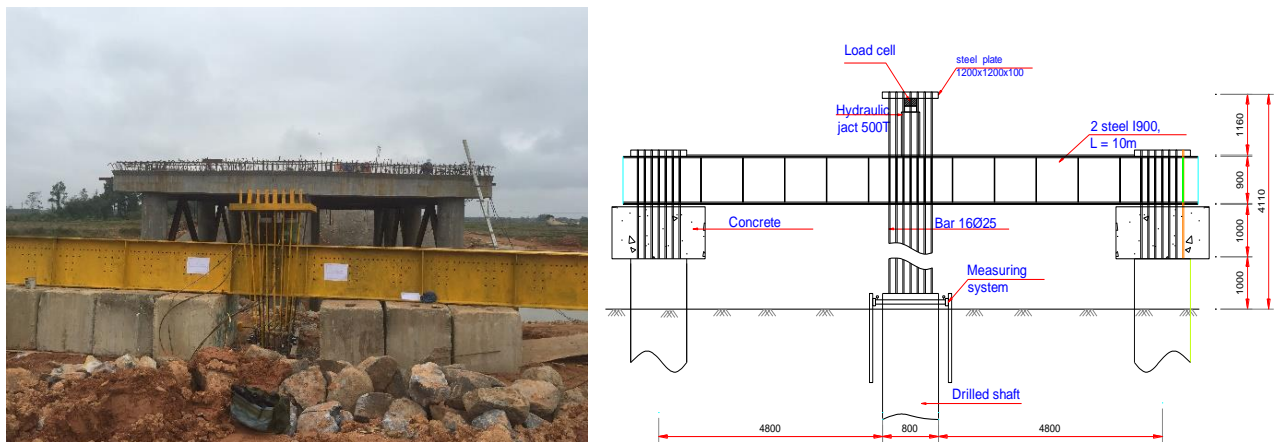 Load cell
steel plate
1200x1200x100
Hydraulic
jact 500T
2 steel I900,
L = 10m
Concrete
Bar 16Ø25
Measuring
system
Drilled shaft
1160
900
1000
1000
4110
4800
800
4800